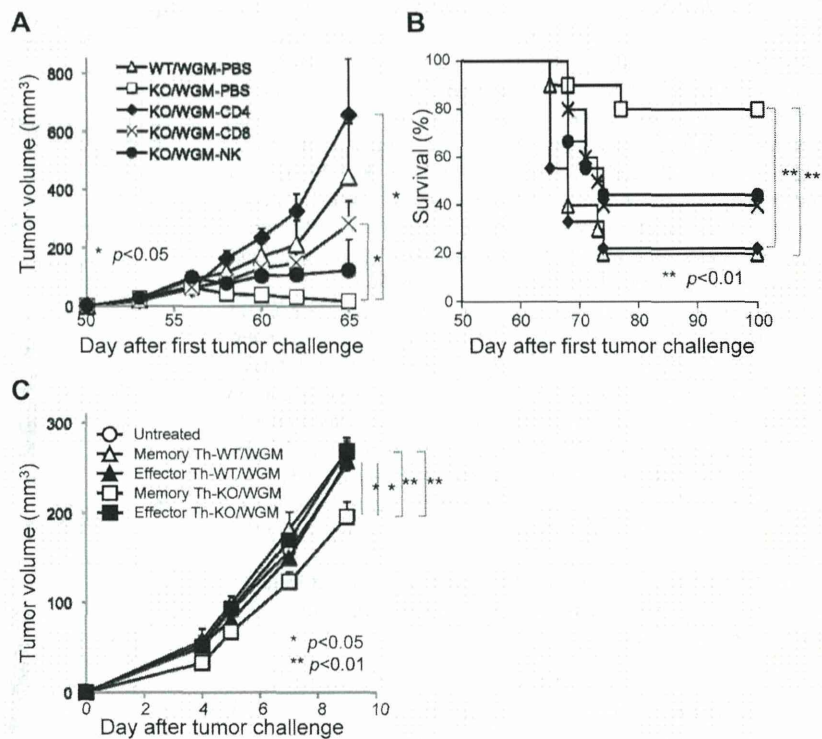 A
Tumor volume (mm3)
800
600
400
200
0
WT/WGM-PBS
KO/WGM-PBS
KO/WGM-CD4
KO/WGM-CD8
KO/WGM-NK
* p<0.05
*
*
50 55 60 65
Day after first tumor challenge
B
Survival (%)
100
80
60
40
20
0
** **
** p<0.01
50 60 70 80 90 100
Day after first tumor challenge
C
Tumor volume (mm3)
300
200
100
0
Untreated
Memory Th-WT/WGM
Effector Th-WT/WGM
Memory Th-KO/WGM
Effector Th-KO/WGM
* * ** **
* p<0.05
** p<0.01
0 2 4 6 8 10
Day after tumor challenge